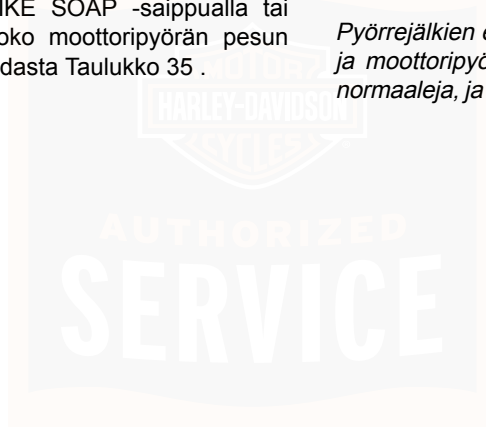 IKE SOAP -saippualla tai
oko moottoripyörän pesun
dasta Taulukko 35 .
Pyörrejälkien e
ja moottoripyö
normaaleja, ja
MOTOR
HARLEY-DAVIDSON
CYCLES
AUTHORIZED
SERVICE